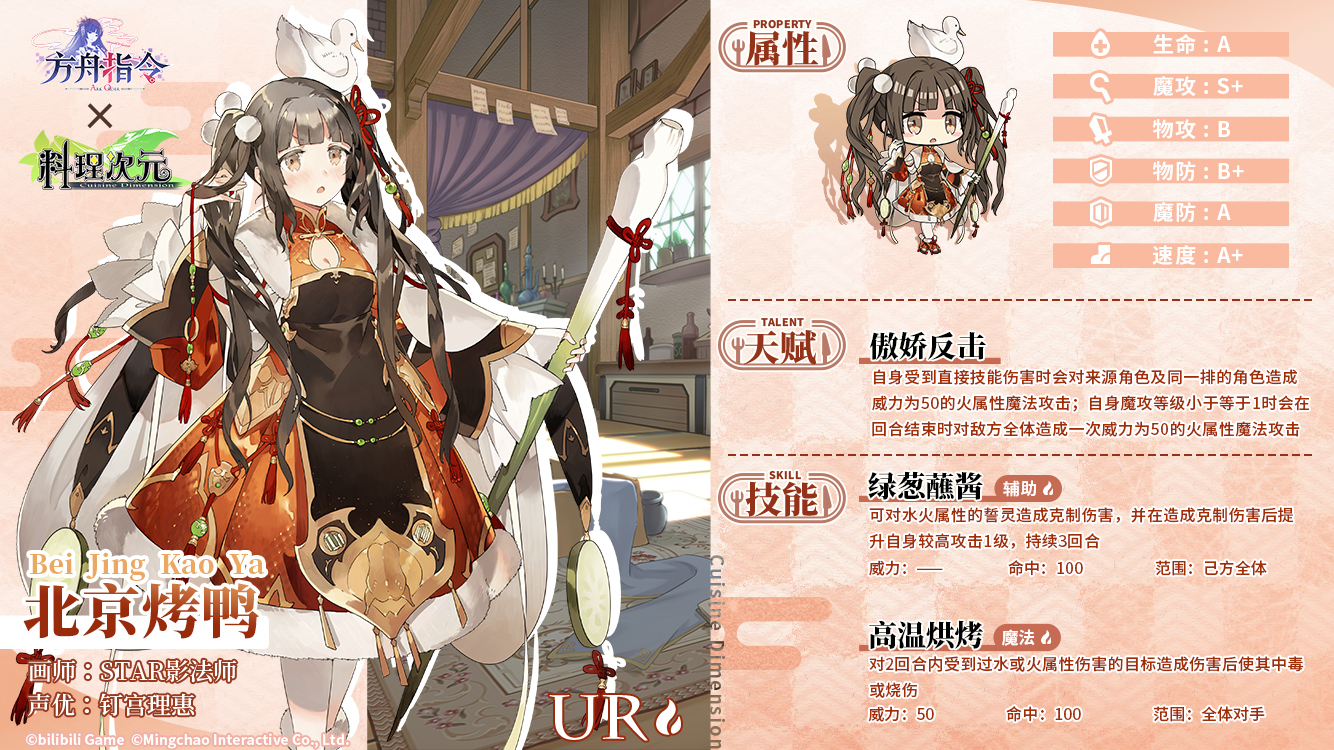 方舟指令
Ark Order
×
料理次元
Cuisine Dimension
Bei Jing Kao Ya
北京烤鸭
画师：STAR影法师
声优：钉宫理惠
©bilibili Game ©Mingchao Interactive Co., Ltd.
UR
Cuisine Dimension
PROPERTY
属性
生命：A
魔攻：S+
物攻：B
物防：B+
魔防：A
速度：A+
TALENT
天赋
傲娇反击
自身受到直接技能伤害时会对来源角色及同一排的角色造成
威力为50的火属性魔法攻击；自身魔攻等级小于等于1时会在
回合结束时对敌方全体造成一次威力为50的火属性魔法攻击
SKILL
技能
绿葱蘸酱 辅助
可对水火属性的誓灵造成克制伤害，并在造成克制伤害后提
升自身较高攻击1级，持续3回合
威力：—— 命中：100 范围：己方全体
高温烘烤 魔法
对2回合内受到过水或火属性伤害的目标造成伤害后使其中毒
或烧伤
威力：50 命中：100 范围：全体对手